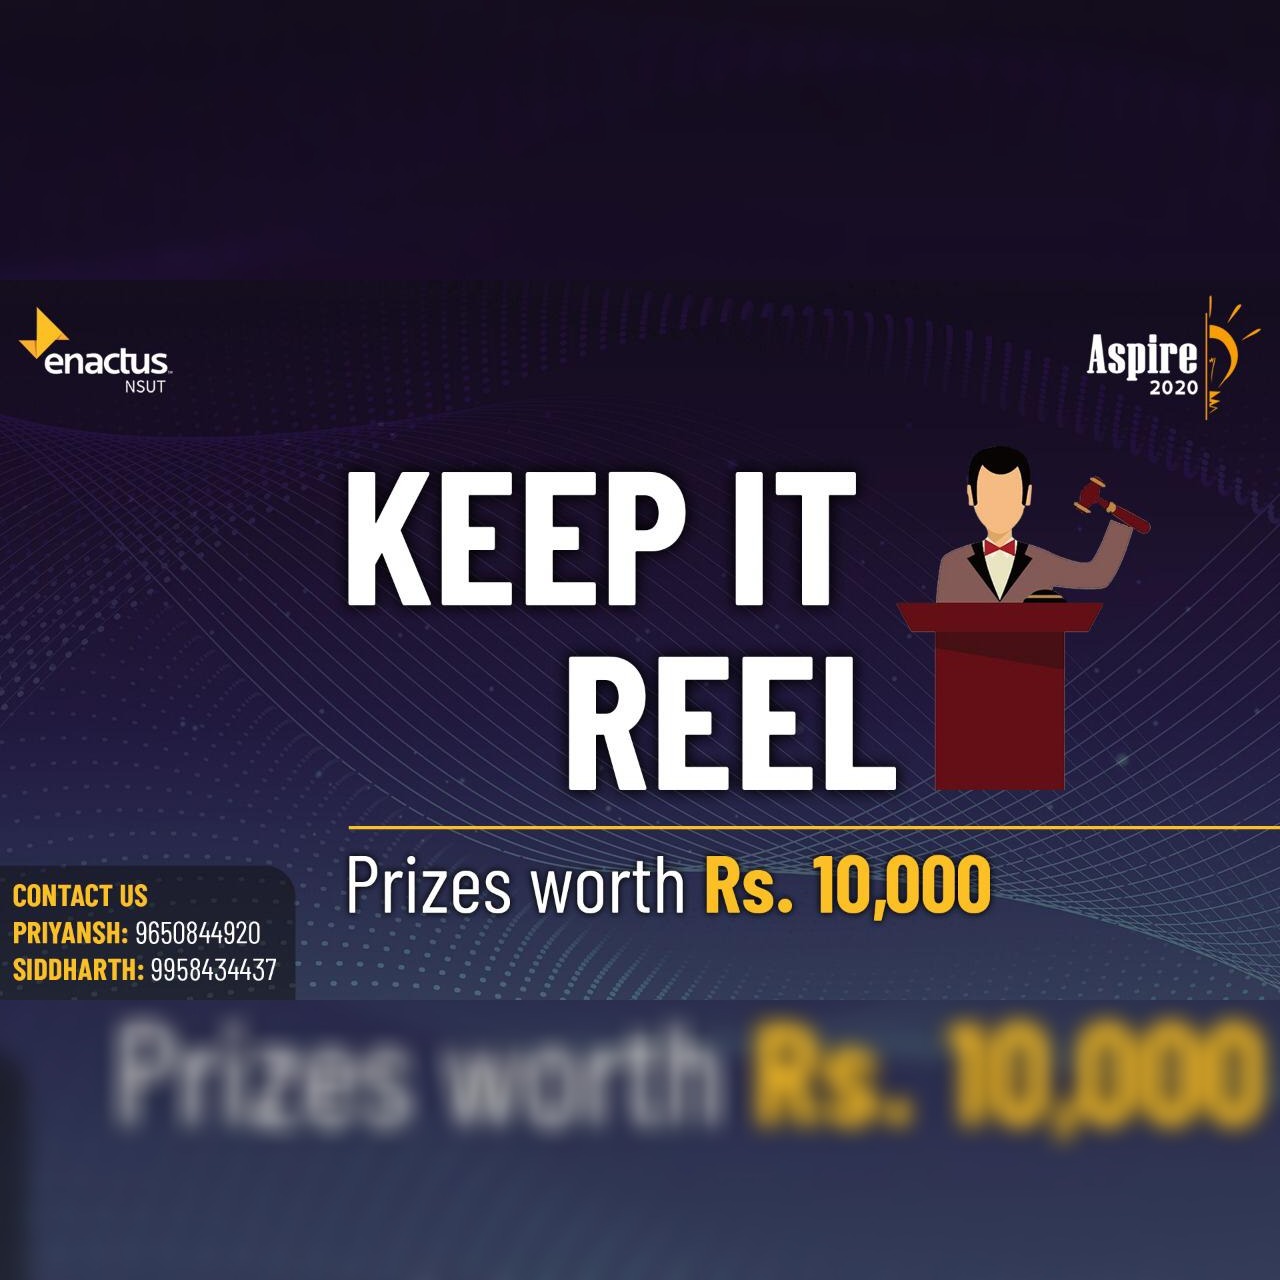 enactus
NSUT
Aspire
2020
KEEP IT
REEL
Prizes worth Rs. 10,000
CONTACT US
PRIYANSH: 9650844920
SIDDHARTH: 9958434437
Prizes worth Rs. 10,000